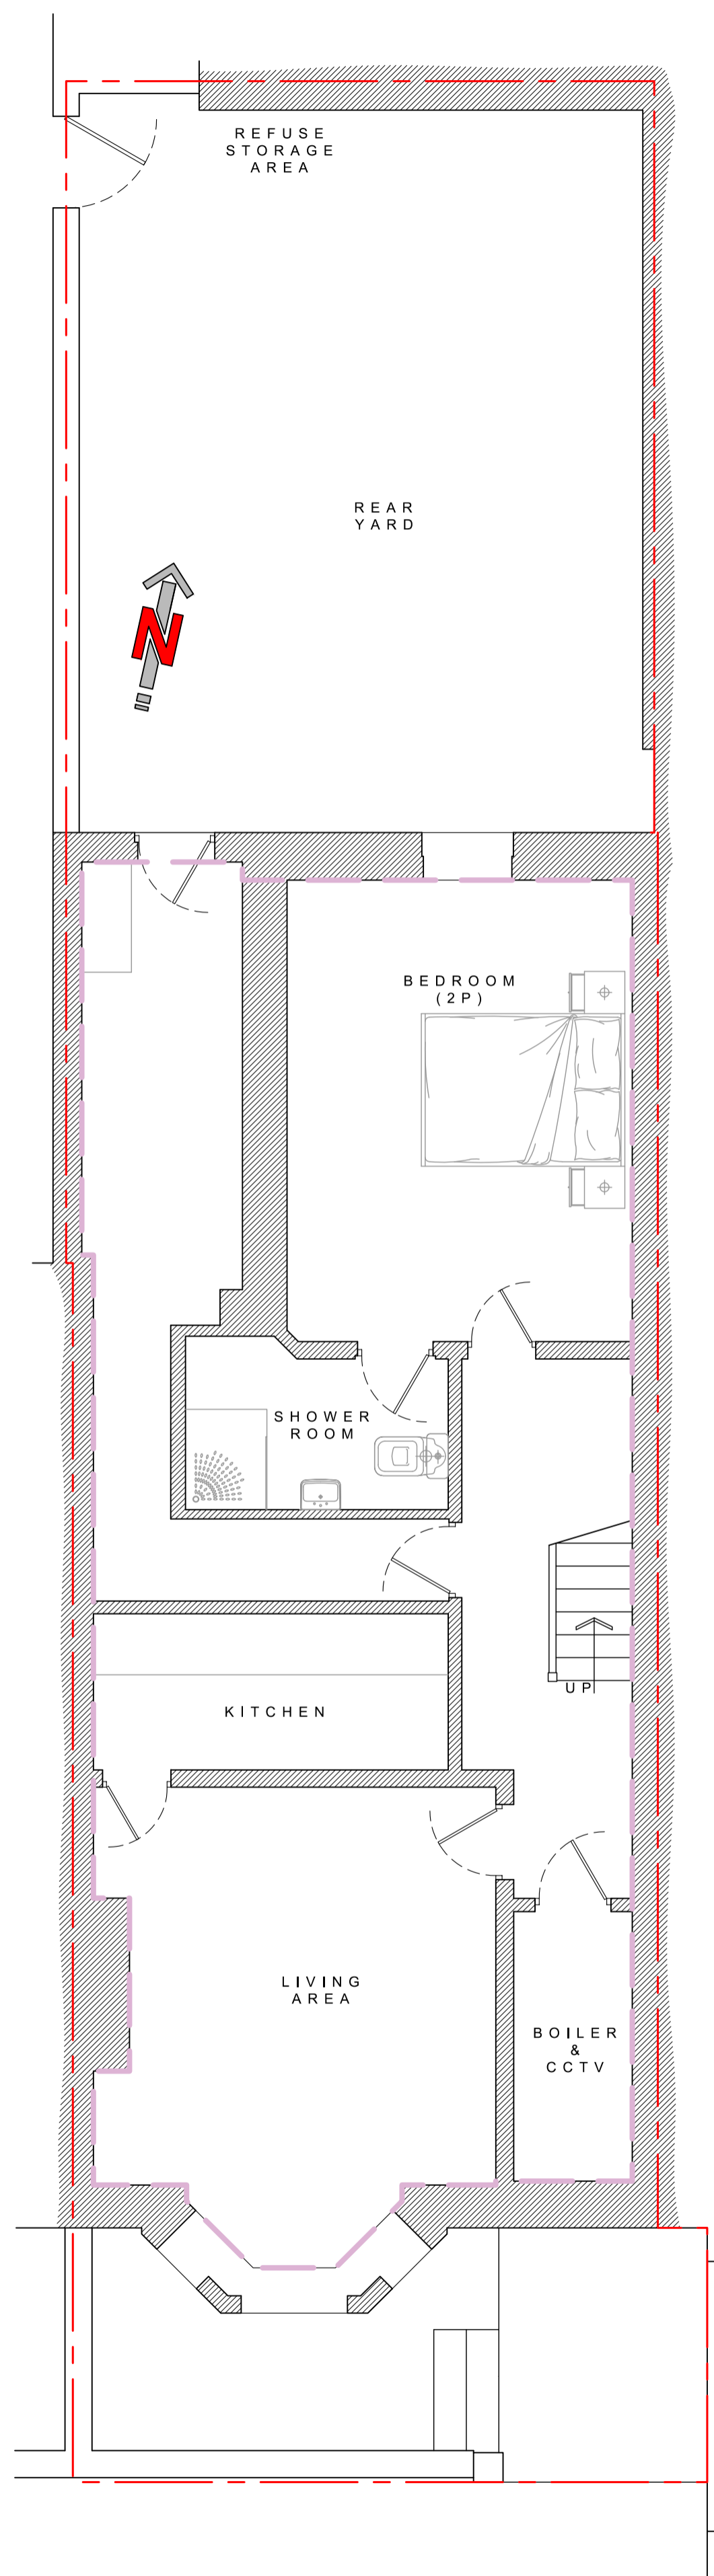 REFUSE
STORAGE
AREA
REAR
YARD
N
BEDROOM
(2P)
SHOWER
ROOM
UP
KITCHEN
LIVING
AREA
BOILER
&
CCTV